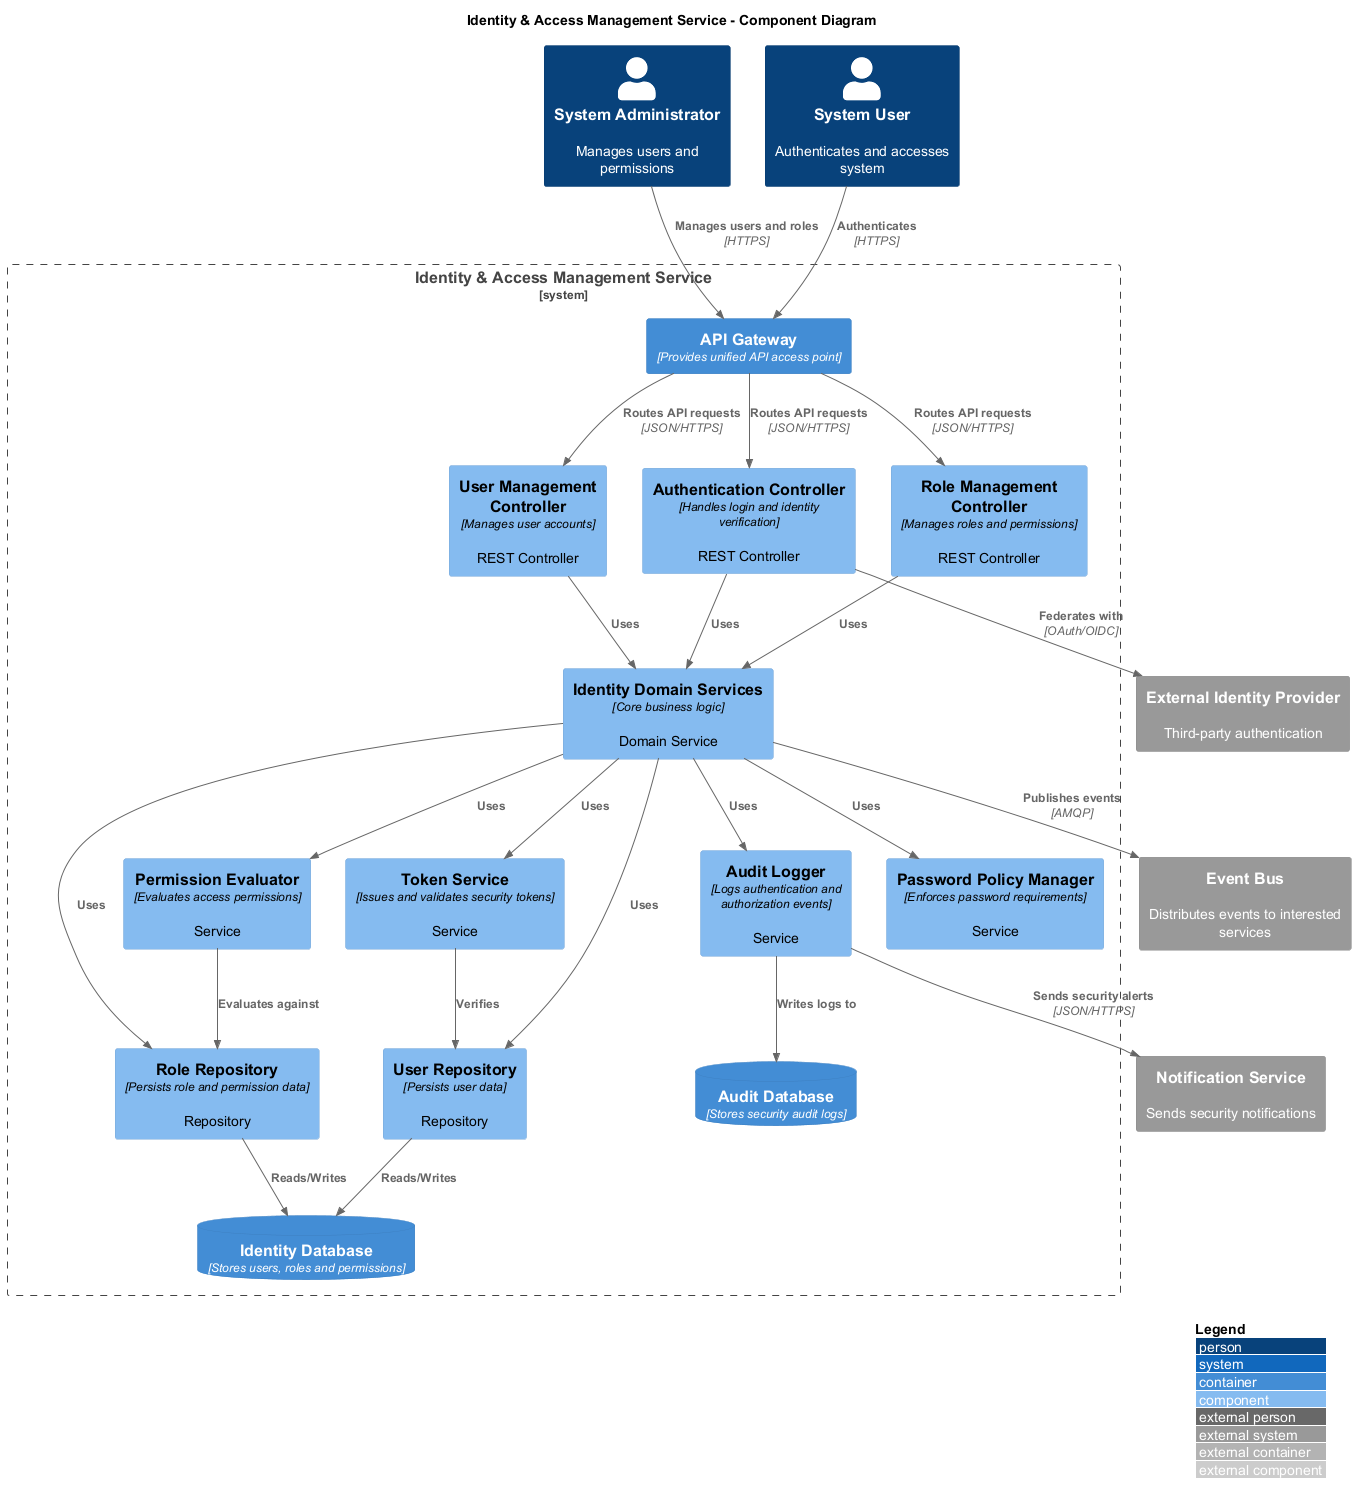 Identity & Access Management Service - Component Diagram
System Administrator
Manages users and
permissions
System User
Authenticates and accesses
system
Manages users and roles
[HTTPS]
Authenticates
[HTTPS]
Identity & Access Management Service
[system]
API Gateway
[Provides unified API access point]
Routes API requests
[JSON/HTTPS]
Routes API requests
[JSON/HTTPS]
Routes API requests
[JSON/HTTPS]
User Management
Controller
[Manages user accounts]
REST Controller
Authentication Controller
[Handles login and identity
verification]
REST Controller
Role Management
Controller
[Manages roles and permissions]
REST Controller
Uses
Uses
Uses
Federates with
[OAuth/OIDC]
Identity Domain Services
[Core business logic]
Domain Service
External Identity Provider
Third-party authentication
Uses
Uses
Uses
Uses
Publishes events
[AMQP]
Permission Evaluator
[Evaluates access permissions]
Service
Token Service
[Issues and validates security tokens]
Service
Audit Logger
[Logs authentication and
authorization events]
Service
Password Policy Manager
[Enforces password requirements]
Service
Event Bus
Distributes events to interested
services
Uses
Uses
Evaluates against
Verifies
Writes logs to
Sends security alerts
[JSON/HTTPS]
Role Repository
[Persists role and permission data]
Repository
User Repository
[Persists user data]
Repository
Audit Database
[Stores security audit logs]
Notification Service
Sends security notifications
Reads/Writes
Reads/Writes
Identity Database
[Stores users, roles and permissions]
Legend
person
system
container
component
external person
external system
external container
external component